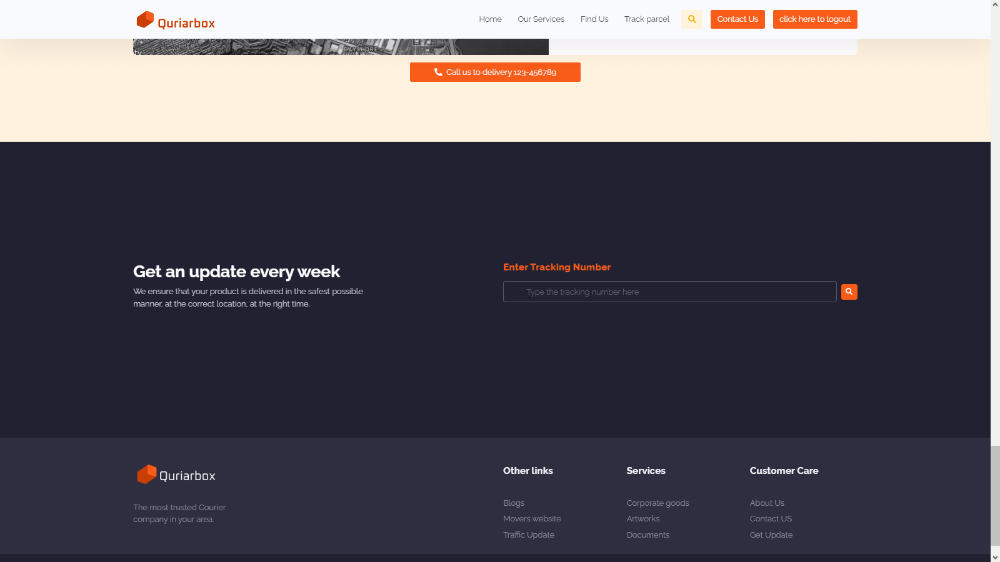 Quriarbox
Home
Our Services
Find Us
Track parcel
Contact Us
click here to logout
Hanover St
BAYSHORE
ty
Call us to delivery 123-456789
Get an update every week
We ensure that your product is delivered in the safest possible
manner, at the correct location, at the right time.
Enter Tracking Number
Type the tracking number here
Quriarbox
The most trusted Courier
company in your area.
Other links
Blogs
Movers website
Traffic Update
Services
Corporate goods
Artworks
Documents
Customer Care
About Us
Contact US
Get Update